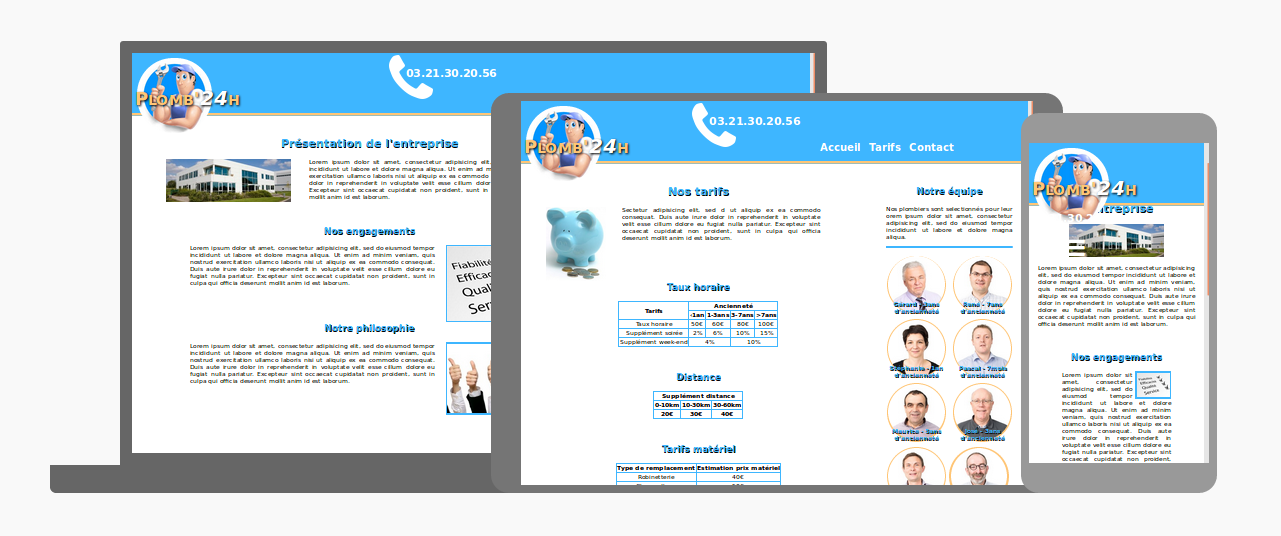 PLOMB'24H
03.21.30.20.56
Présentation de l'entreprise
Lorem ipsum dolor sit amet, consectetur adipisicing elit,
sed do eiusmod tempor incididunt ut labore et dolore
magna aliqua. Ut enim ad m
exercitation ullamco laboris nisi ut aliquip ex ea commodo
dolor in reprehenderit in voluptate velit esse cillum dolor
Excepteur sint occaecat cupidatat non proident, sunt in
mollit anim id est laborum.
Nos engagements
Lorem ipsum dolor sit amet, consectetur adipisicing elit, sed do eiusmod tempor
incididunt ut labore et dolore magna aliqua. Ut enim ad minim veniam, quis
nostrud exercitation ullamco laboris nisi ut aliquip ex ea commodo consequat.
Duis aute irure dolor in reprehenderit in voluptate velit esse cillum dolore eu
fugiat nulla pariatur. Excepteur sint occaecat cupidatat non proident, sunt in
culpa qui officia deserunt mollit anim id est laborum.
Fiabilité
Efficac
Quali
Serv
Notre philosophie
Lorem ipsum dolor sit amet, consectetur adipisicing elit, sed do eiusmod tempor
incididunt ut labore et dolore magna aliqua. Ut enim ad minim veniam, quis
nostrud exercitation ullamco laboris nisi ut aliquip ex ea commodo consequat.
Duis aute irure dolor in reprehenderit in voluptate velit esse cillum dolore eu
fugiat nulla pariatur. Excepteur sint occaecat cupidatat non proident, sunt in
culpa qui officia deserunt mollit anim id est laborum.
PLOMB'24H
03.21.30.20.56
Accueil Tarifs Contact
Nos tarifs
Sectetur adipisicing elit, sed d ut aliquip ex ea commodo
consequat. Duis aute irure dolor in reprehenderit in voluptate
velit esse cillum dolore eu fugiat nulla pariatur. Excepteur sint
occaecat cupidatat non proident, sunt in culpa qui officia
deserunt mollit anim id est laborum.
Taux horaire
Tarifs Ancienneté
-1an 1-3ans 3-7ans >7ans
Taux horaire 50€ 60€ 80€ 100€
Supplément soirée 2% 6% 10% 15%
Supplément week-end 4% 10%
Distance
Supplément distance
0-10km 10-30km 30-60km
20€ 30€ 40€
Tarifs matériel
Type de remplacement Estimation prix matériel
Robinetterie 40€
Notre équipe
Nos plombiers sont selectionnés pour leur
orem ipsum dolor sit amet, consectetur
adipisicing elit, sed do eiusmod tempor
incididunt ut labore et dolore magna
aliqua.
Gérard - 8ans d'ancienneté
René - 7ans d'ancienneté
Stéphanie - 1an d'ancienneté
Pascal - 7mois d'ancienneté
Maurice - 5ans d'ancienneté
José - 3ans d'ancienneté
PLOMB'24H
ntreprise
Lorem ipsum dolor sit amet, consectetur adipisicing
elit, sed do eiusmod tempor incididunt ut labore et
dolore magna aliqua. Ut enim ad minim veniam,
quis nostrud exercitation ullamco laboris nisi ut
aliquip ex ea commodo consequat. Duis aute irure
dolor in reprehenderit in voluptate velit esse cillum
dolore eu fugiat nulla pariatur. Excepteur sint
occaecat cupidatat non proident, sunt in culpa qui
officia deserunt mollit anim id est laborum.
Nos engagements
Fiabilité
Efficacité
Qualité
Service
Lorem ipsum dolor sit
amet, consectetur
adipisicing elit, sed do
eiusmod tempor
incididunt ut labore et dolore
magna aliqua. Ut enim ad minim
veniam, quis nostrud exercitation
ullamco laboris nisi ut aliquip ex
ea commodo consequat. Duis aute
irure dolor in reprehenderit in
voluptate velit esse cillum dolore
eu fugiat nulla pariatur.
Excepteur sint
occaecat cupidatat non proident,